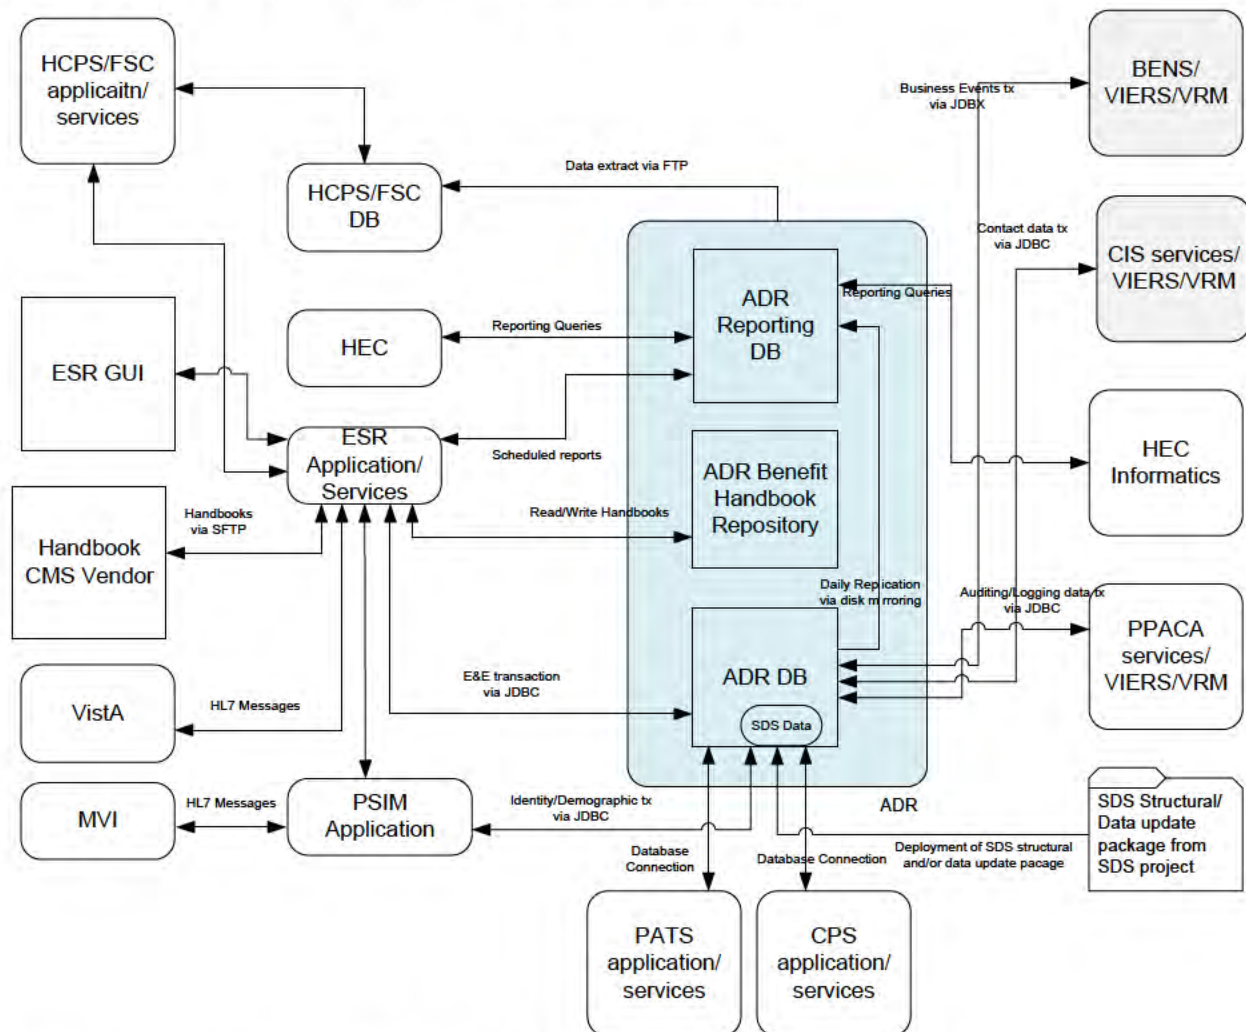 HCPS/FSC
applicaitn/
services
BENS/
VIERS/VRM
Business Events tx
via JDBX
HCPS/FSC
DB
Data extract via FTP
Contact data tx
via JDBC
CIS services/
VIERS/VRM
ADR
Reporting
DB
Reporting Queries
HEC
Reporting Queries
ESR GUI
ESR
Application/
Services
Scheduled reports
HEC
Informatics
ADR Benefit
Handbook
Repository
Handbooks
via SFTP
Read/Write Handbooks
Handbook
CMS Vendor
Daily Replication
via disk mirroring
Auditing/Logging data tx
via JDBC
PPACA
services/
VIERS/VRM
E&E transaction
via JDBC
ADR DB
SDS Data
VistA
HL7 Messages
MVI
HL7 Messages
PSIM
Application
Identity/Demographic tx
via JDBC
ADR
SDS Structural/
Data update
package from
SDS project
Deployment of SDS structural
and/or data update pacage
Database
Connection
Database Connection
PATS
application/
services
CPS
application/
services